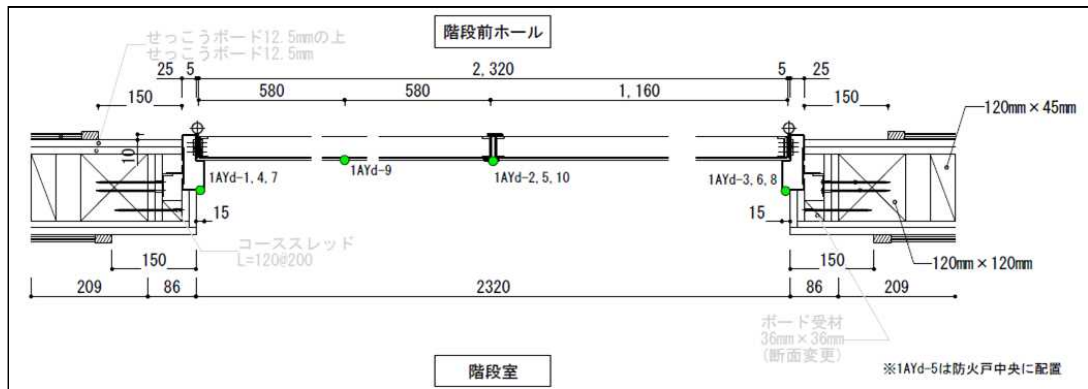 階段前ホール
せっこうボード12.5mmの上
せっこうボード12.5mm
25 5 2,320 5 25
150 580 580 1,160 150
120mm×45mm
10
1AYd-9
1AYd-1,4,7 1AYd-2,5,10 1AYd-3,6,8
15 15
コーススレッド
L=120@200
150 150
120mm×120mm
209 86 2320 86 209
ボード受材
36mm×36mm
(断面変更)
階段室
※1AYd-5は防火戸中央に配置